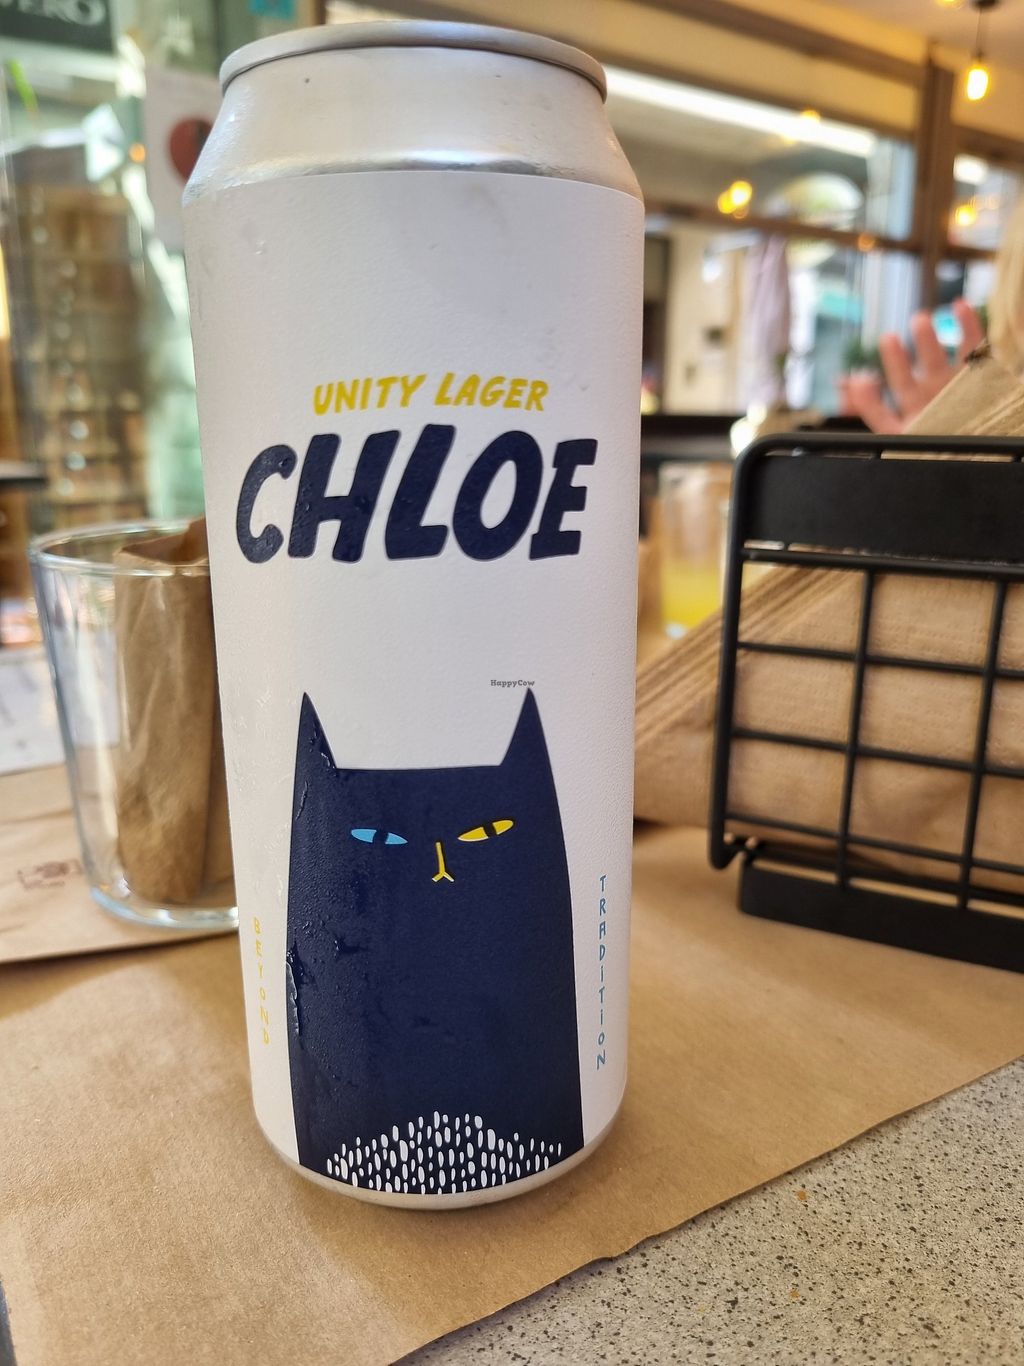 UNITY LAGER
CHLOE
HappyCow
BEYOND
TRADITION